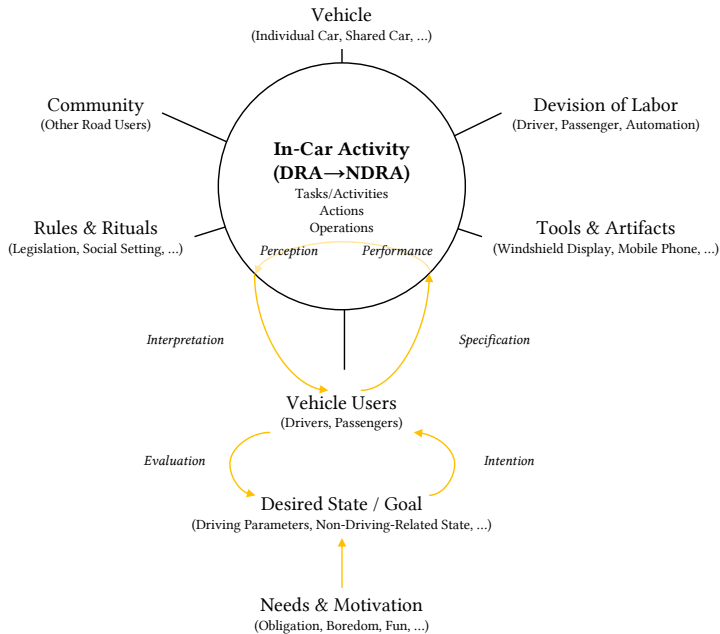 Vehicle
(Individual Car, Shared Car, ...)
Community
(Other Road Users)
Devision of Labor
(Driver, Passenger, Automation)
In-Car Activity
(DRA→NDRA)
Tasks/Activities
Actions
Operations
Rules & Rituals
(Legislation, Social Setting, ...)
Tools & Artifacts
(Windshield Display, Mobile Phone, ...)
Perception
Performance
Interpretation
Specification
Vehicle Users
(Drivers, Passengers)
Evaluation
Intention
Desired State / Goal
(Driving Parameters, Non-Driving-Related State, ...)
Needs & Motivation
(Obligation, Boredom, Fun, ...)